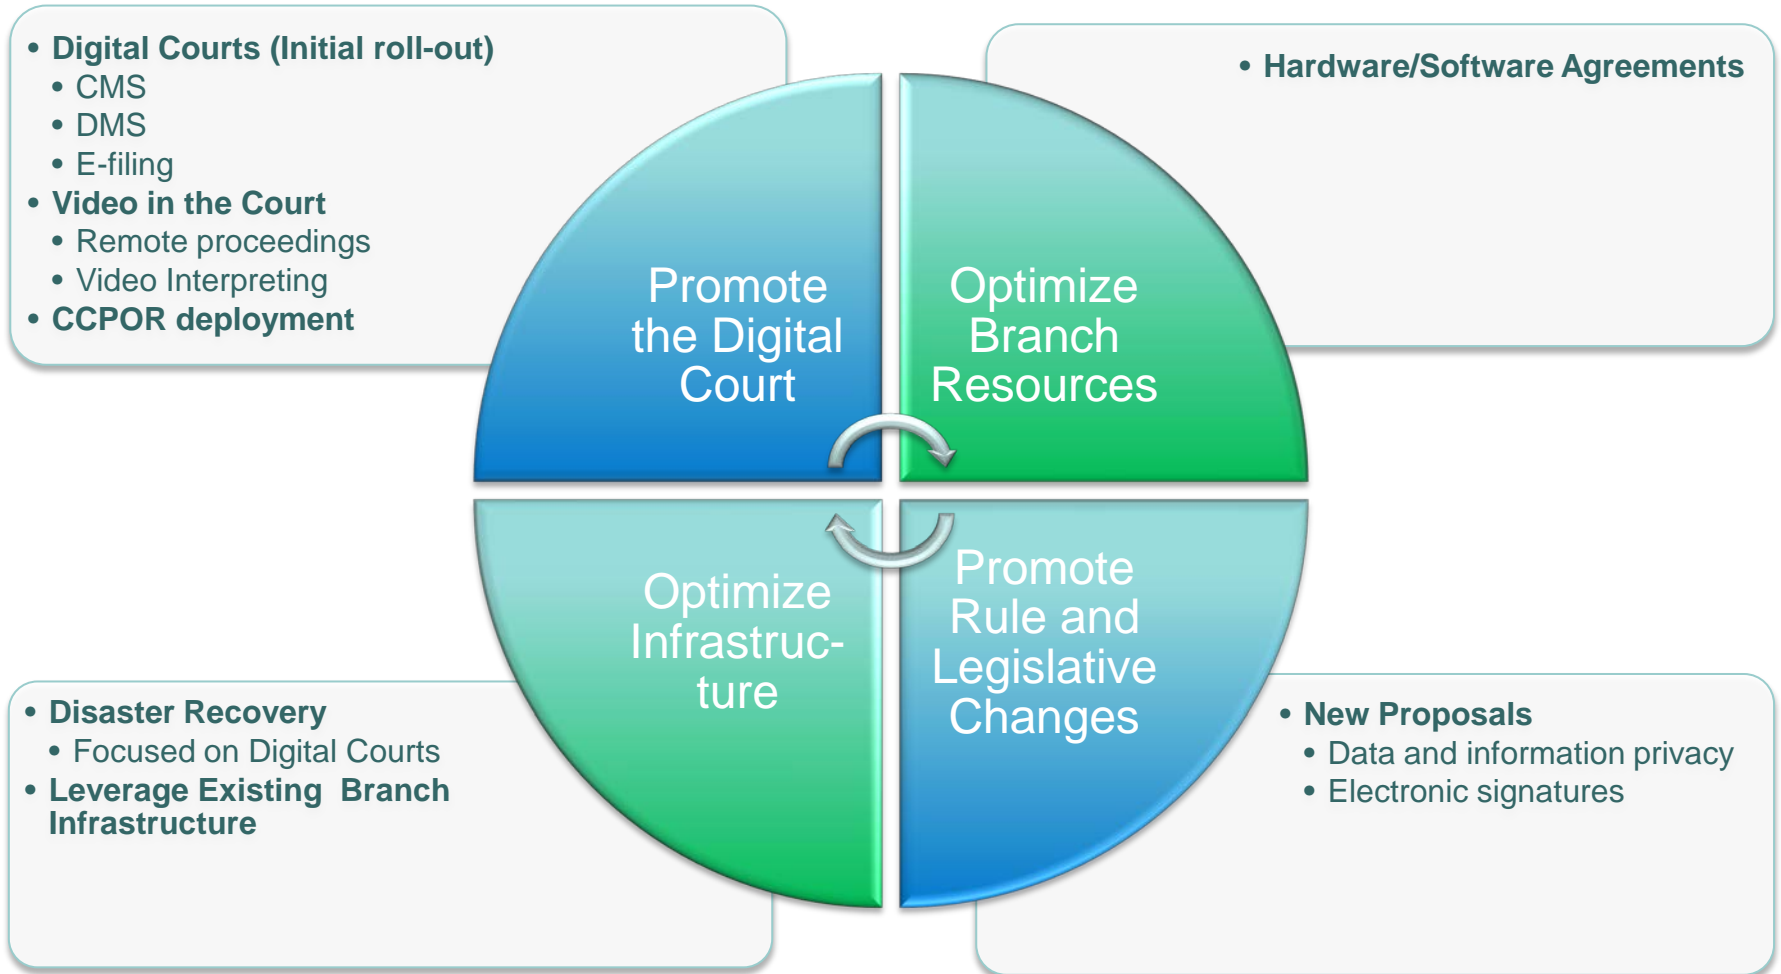 • Digital Courts (Initial roll-out)
• CMS
• DMS
• E-filing
• Video in the Court
• Remote proceedings
• Video Interpreting
• CCPOR deployment
• Hardware/Software Agreements
Promote
the Digital
Court
Optimize
Branch
Resources
Optimize
Infrastruc-
ture
Promote
Rule and
Legislative
Changes
• Disaster Recovery
• Focused on Digital Courts
• Leverage Existing  Branch
Infrastructure
• New Proposals
• Data and information privacy
• Electronic signatures